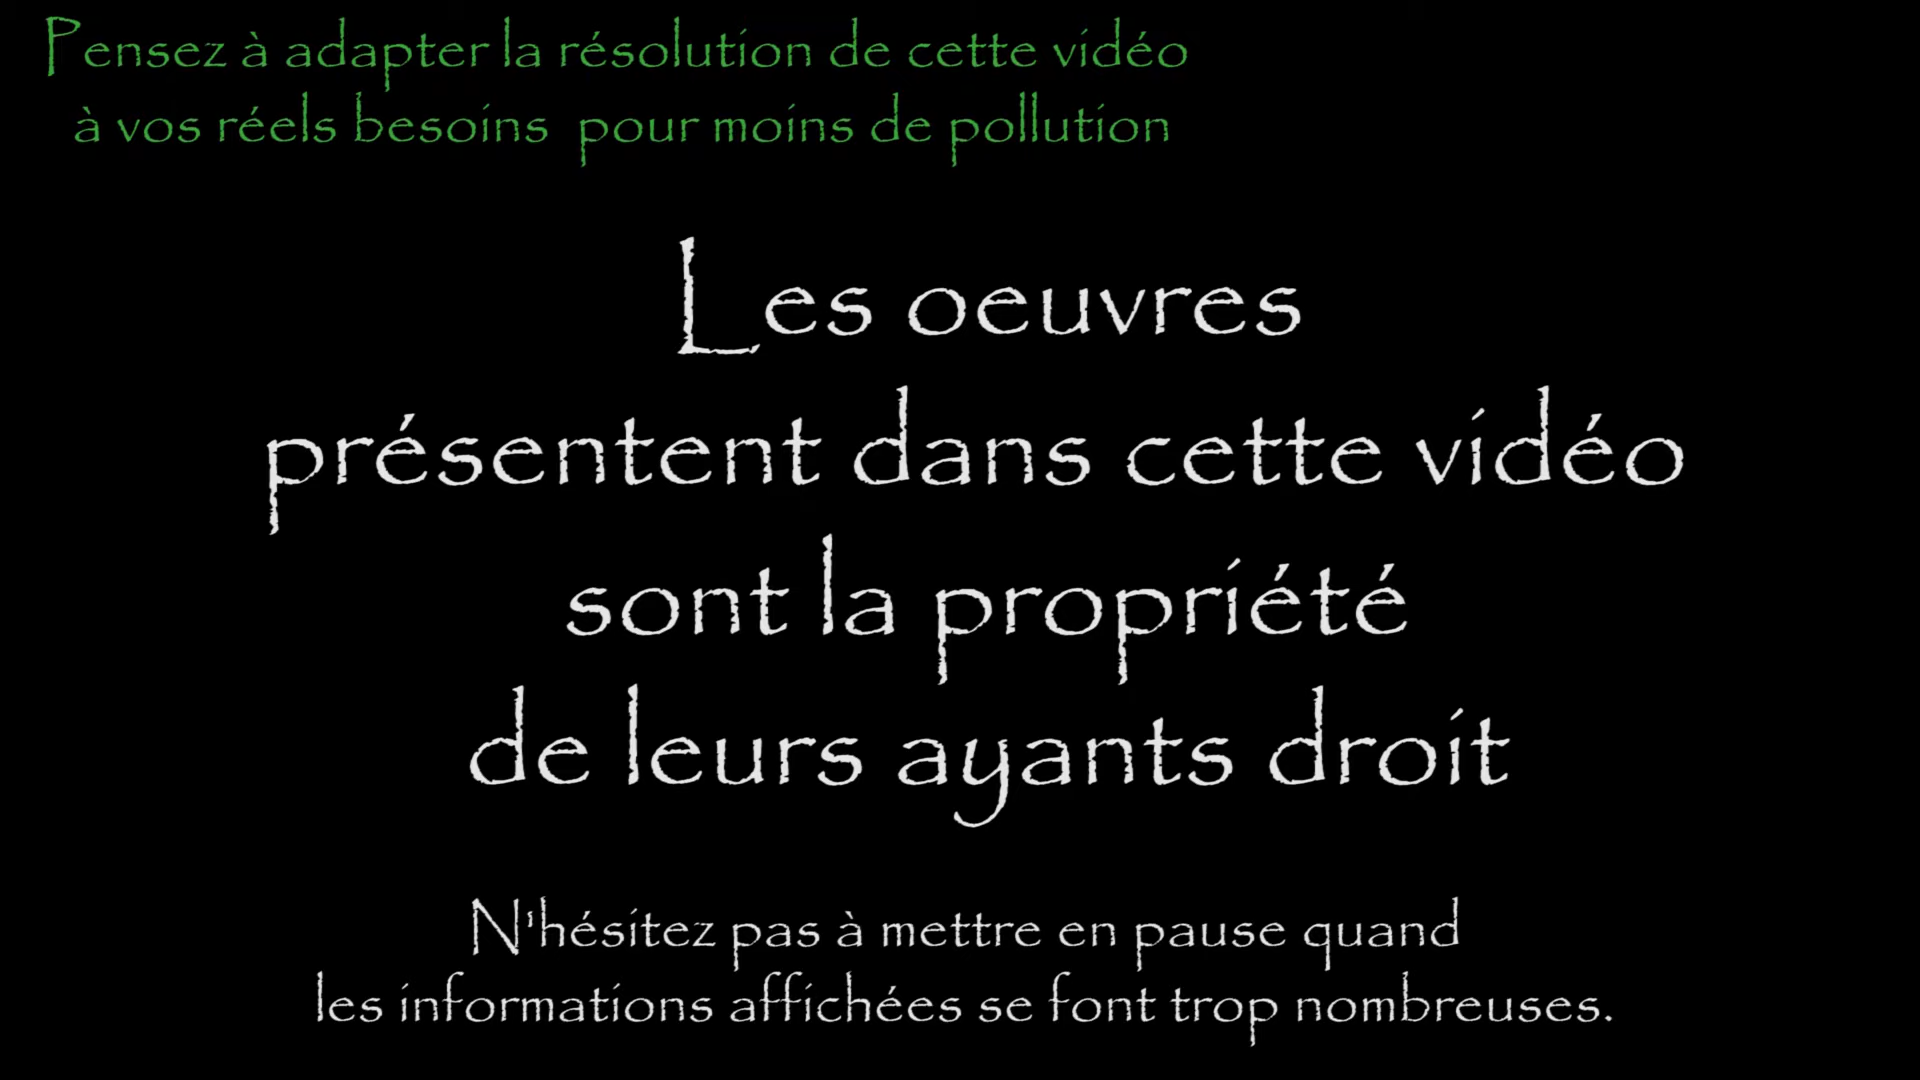 Pensez à adapter la résolution de cette vidéo
à vos réels besoins pour moins de pollution
Les oeuvres
présentent dans cette vidéo
sont la propriété
de leurs ayants droit
N'hésitez pas à mettre en pause quand
les informations affichées se font trop nombreuses.